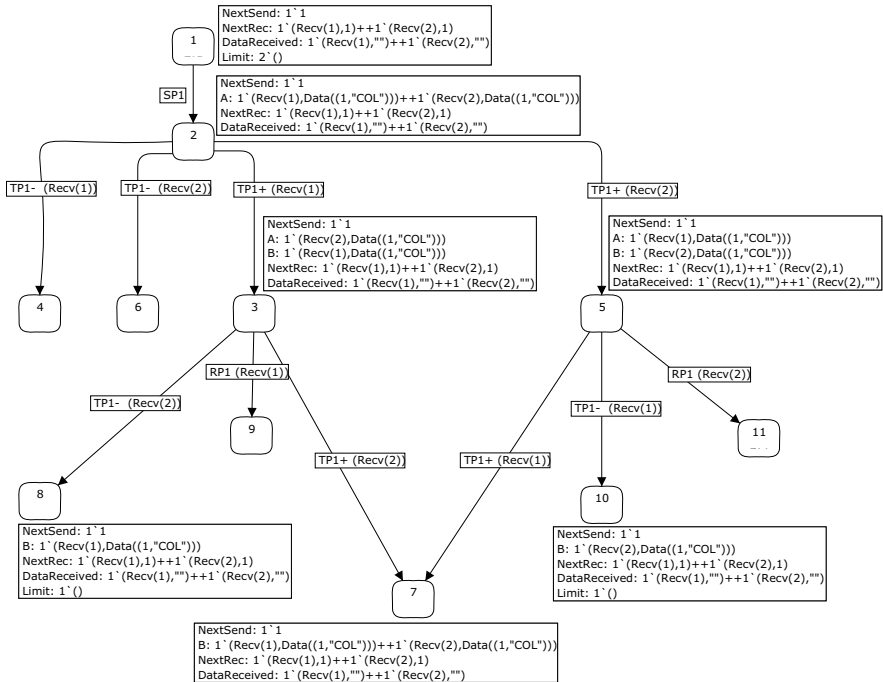 1
NextSend: 1`1
NextRec: 1`(Recv(1),1)++1`(Recv(2),1)
DataReceived: 1`(Recv(1),"")++1`(Recv(2),"")
Limit: 2`()
SP1
NextSend: 1`1
A: 1`(Recv(1),Data((1,"COL")))++1`(Recv(2),Data((1,"COL")))
NextRec: 1`(Recv(1),1)++1`(Recv(2),1)
DataReceived: 1`(Recv(1),"")++1`(Recv(2),"")
2
TP1- (Recv(1))
TP1- (Recv(2))
TP1+ (Recv(1))
TP1+ (Recv(2))
NextSend: 1`1
A: 1`(Recv(2),Data((1,"COL")))
B: 1`(Recv(1),Data((1,"COL")))
NextRec: 1`(Recv(1),1)++1`(Recv(2),1)
DataReceived: 1`(Recv(1),"")++1`(Recv(2),"")
NextSend: 1`1
A: 1`(Recv(1),Data((1,"COL")))
B: 1`(Recv(2),Data((1,"COL")))
NextRec: 1`(Recv(1),1)++1`(Recv(2),1)
DataReceived: 1`(Recv(1),"")++1`(Recv(2),"")
4
6
3
5
RP1 (Recv(1))
RP1 (Recv(2))
TP1- (Recv(2))
TP1- (Recv(1))
9
11
TP1+ (Recv(2))
TP1+ (Recv(1))
8
10
NextSend: 1`1
B: 1`(Recv(1),Data((1,"COL")))
NextRec: 1`(Recv(1),1)++1`(Recv(2),1)
DataReceived: 1`(Recv(1),"")++1`(Recv(2),"")
Limit: 1`()
NextSend: 1`1
B: 1`(Recv(2),Data((1,"COL")))
NextRec: 1`(Recv(1),1)++1`(Recv(2),1)
DataReceived: 1`(Recv(1),"")++1`(Recv(2),"")
Limit: 1`()
7
NextSend: 1`1
B: 1`(Recv(1),Data((1,"COL")))++1`(Recv(2),Data((1,"COL")))
NextRec: 1`(Recv(1),1)++1`(Recv(2),1)
DataReceived: 1`(Recv(1),"")++1`(Recv(2),"")